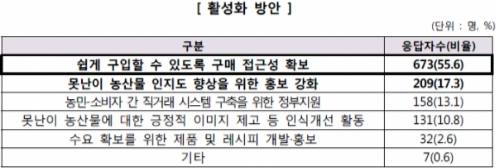 [ 활성화 방안 ]
(단위 : 명, %)
구분 응답자수(비율)
쉽게 구입할 수 있도록 구매 접근성 확보 673(55.6)
못난이 농산물 인지도 향상을 위한 홍보 강화 209(17.3)
농민-소비자 간 직거래 시스템 구축을 위한 정부지원 158(13.1)
못난이 농산물에 대한 긍정적 이미지 제고 등 인식개선 활동 131(10.8)
수요 확보를 위한 제품 및 레시피 개발·홍보 32(2.6)
기타 7(0.6)